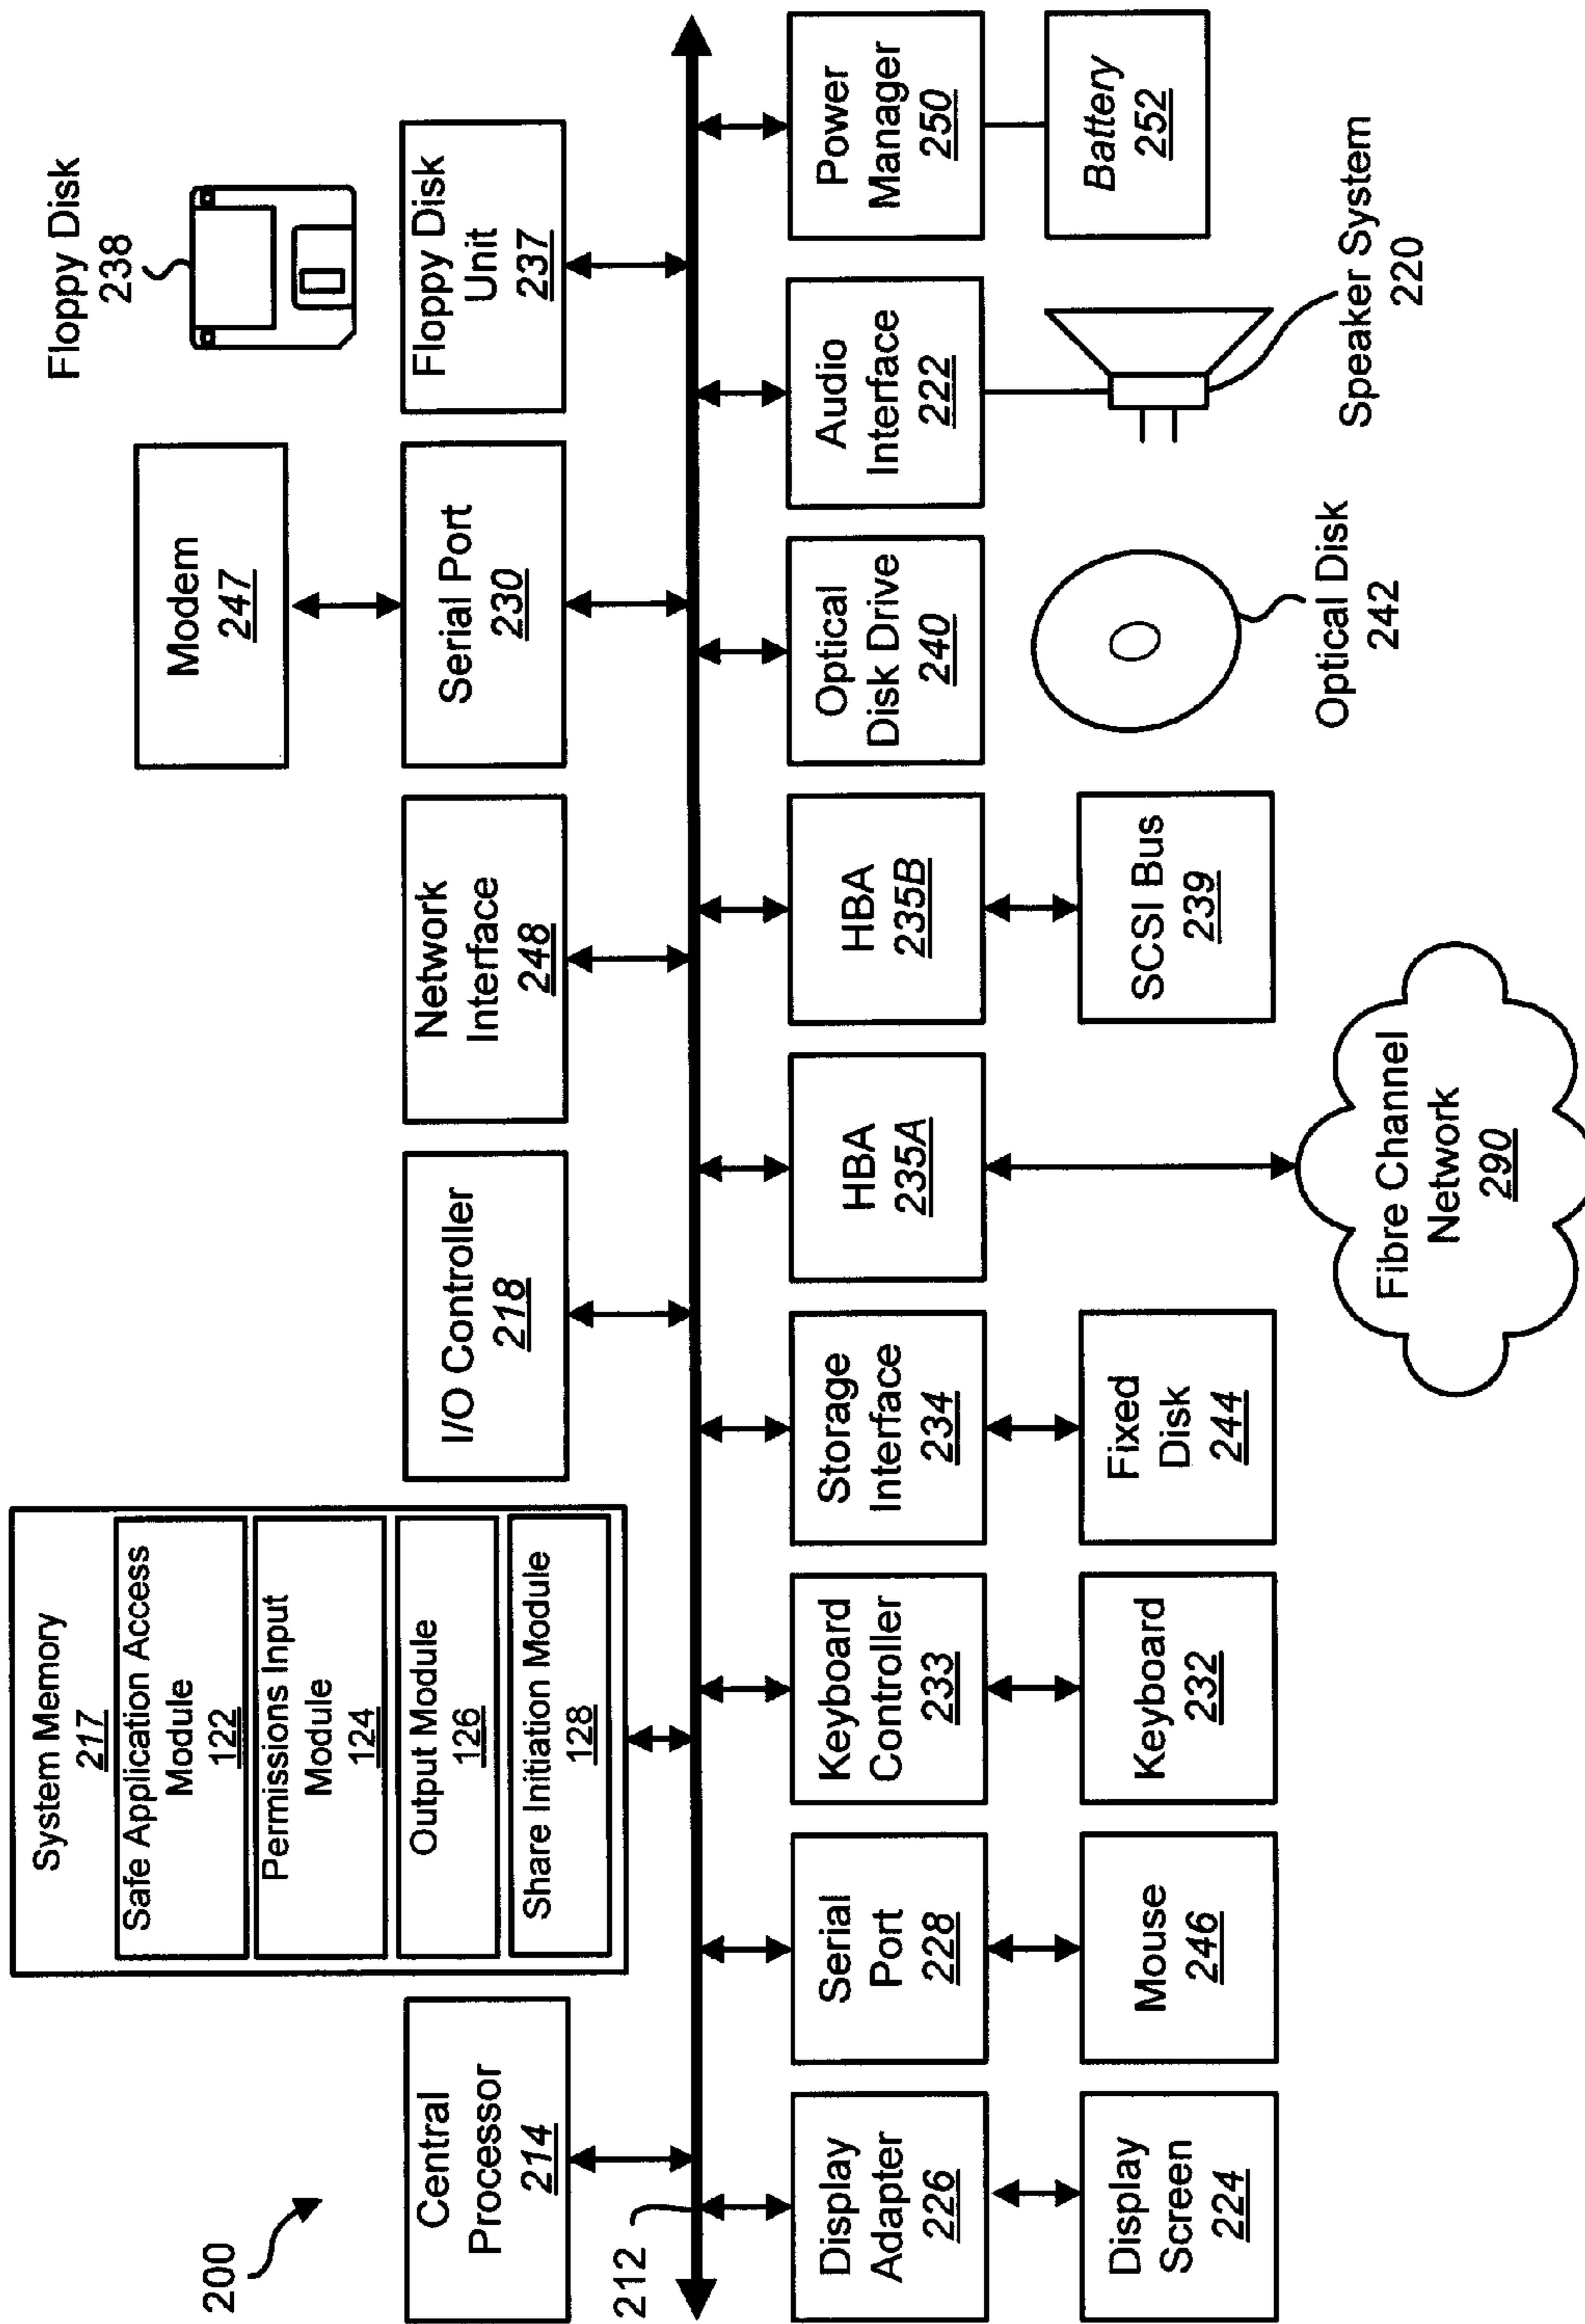 200
212
Central
Processor
214
System Memory
217
Safe Application Access
Module
122
Permissions Input
Module
124
Output Module
126
Share Initiation Module
128
I/O Controller
218
Network
Interface
248
Modem
247
Serial Port
230
Floppy Disk
238
Floppy Disk
Unit
237
Display
Adapter
226
Serial
Port
228
Keyboard
Controller
233
Storage
Interface
234
HBA
235A
HBA
235B
Optical
Disk Drive
240
Audio
Interface
222
Power
Manager
250
Display
Screen
224
Mouse
246
Keyboard
232
Fixed
Disk
244
Fibre Channel
Network
290
SCSI Bus
239
Optical Disk
242
Speaker System
220
Battery
252